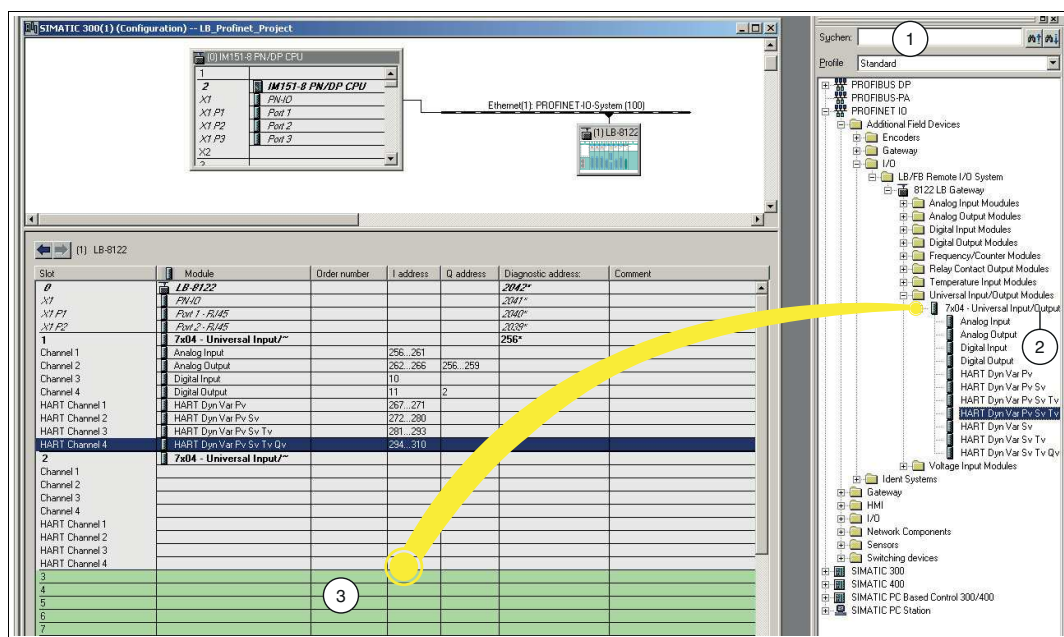 SIMATIC 300(1) (Configuration) -- LB_Profinet_Project
(0) IM151-8 PN/DP CPU
1
2 IM151-8 PN/DP CPU
X1 PN-IO
X1 P1 Port 1
X1 P2 Port 2
X1 P3 Port 3
X2
Ethernet(1): PROFINET-IO-System (100)
(1) LB-8122
(1) LB-8122
Slot Module Order number I address Q address Diagnostic address: Comment
0 LB-8122 2042*
X1 PN-IO 2041*
X1 P1 Port 1 - RJ45 2040*
X1 P2 Port 2 - RJ45 2039*
1 7x04 - Universal Input/~ 256*
Channel 1 Analog Input 256...261
Channel 2 Analog Output 262...266 256...259
Channel 3 Digital Input 10
Channel 4 Digital Output 11 2
HART Channel 1 HART Dyn Var Pv 267...271
HART Channel 2 HART Dyn Var Pv Sv 272...280
HART Channel 3 HART Dyn Var Pv Sv Tv 281...293
HART Channel 4 HART Dyn Var Pv Sv Tv Qv 294...310
2 7x04 - Universal Input/~
Channel 1
Channel 2
Channel 3
Channel 4
HART Channel 1
HART Channel 2
HART Channel 3
HART Channel 4
3
4
5
6
7
3
Suchen:
1
Profile Standard
PROFIBUS DP
PROFIBUS-PA
PROFINET IO
Additional Field Devices
Encoders
Gateway
I/O
LB/FB Remote I/O System
8122 LB Gateway
Analog Input Moudules
Analog Output Modules
Digital Input Modules
Digital Output Modules
Frequency/Counter Modules
Relay Contact Output Modules
Temperature Input Modules
Universal Input/Output Modules
7x04 - Universal Input/Output
Analog Input
Analog Output
Digital Input
2
Digital Output
HART Dyn Var Pv
HART Dyn Var Pv Sv
HART Dyn Var Pv Sv Tv
HART Dyn Var Pv Sv Tv
HART Dyn Var Sv
HART Dyn Var Sv Tv
HART Dyn Var Sv Tv Qv
Voltage Input Modules
Ident Systems
Gateway
HMI
I/O
Network Components
Sensors
Switching devices
SIMATIC 300
SIMATIC 400
SIMATIC PC Based Control 300/400
SIMATIC PC Station